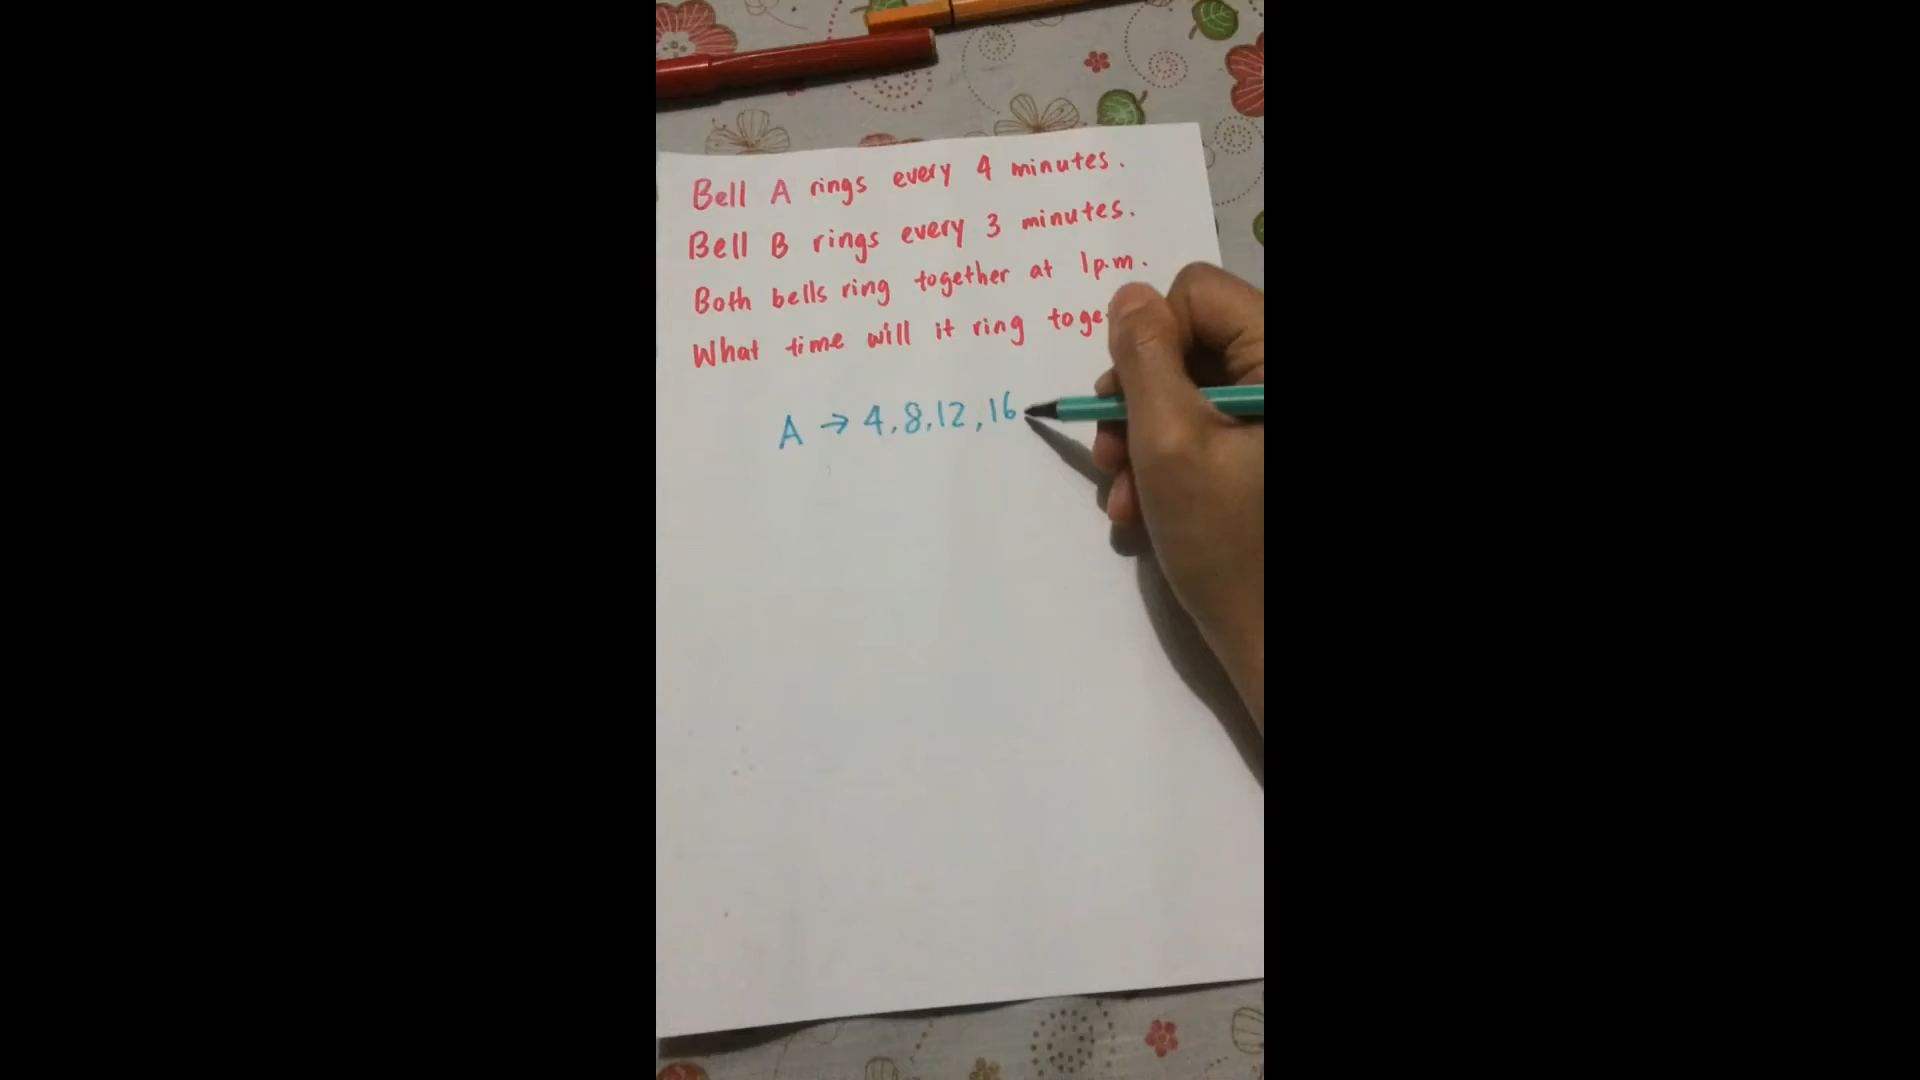 Bell A rings every 4 minutes.
Bell B rings every 3 minutes.
Both bells ring together at 1p.m.
What time will it ring
A → 4, 8, 12, 16